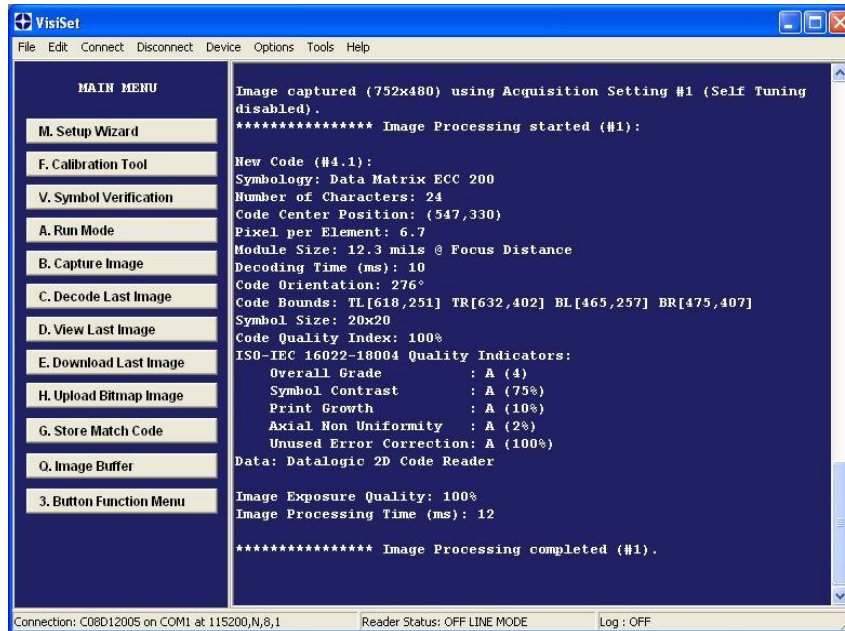 VisiSet
File Edit Connect Disconnect Device Options Tools Help
MAIN MENU
M. Setup Wizard
F. Calibration Tool
V. Symbol Verification
A. Run Mode
B. Capture Image
C. Decode Last Image
D. View Last Image
E. Download Last Image
H. Upload Bitmap Image
G. Store Match Code
Q. Image Buffer
3. Button Function Menu
Image captured (752x480) using Acquisition Setting #1 (Self Tuning
disabled).
**************** Image Processing started (#1):
New Code (#4.1):
Symbology: Data Matrix ECC 200
Number of Characters: 24
Code Center Position: (547,330)
Pixel per Element: 6.7
Module Size: 12.3 mils @ Focus Distance
Decoding Time (ms): 10
Code Orientation: 276°
Code Bounds: TL[618,251] TR[632,402] BL[465,257] BR[475,407]
Symbol Size: 20x20
Code Quality Index: 100%
ISO-IEC 16022-18004 Quality Indicators:
Overall Grade : A (4)
Symbol Contrast : A (75%)
Print Growth : A (10%)
Axial Non Uniformity : A (2%)
Unused Error Correction: A (100%)
Data: Datalogic 2D Code Reader
Image Exposure Quality: 100%
Image Processing Time (ms): 12
**************** Image Processing completed (#1).
Connection: C08D12005 on COM1 at 115200,N,8,1 Reader Status: OFF LINE MODE Log : OFF